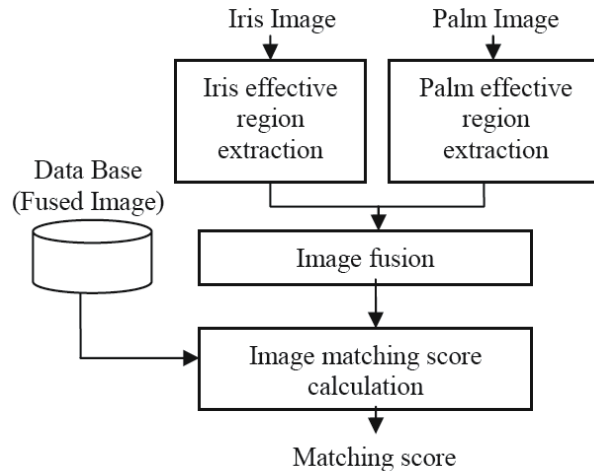 Iris Image
Palm Image
Iris effective
region
extraction
Palm effective
region
extraction
Data Base
(Fused Image)
Image fusion
Image matching score
calculation
Matching score